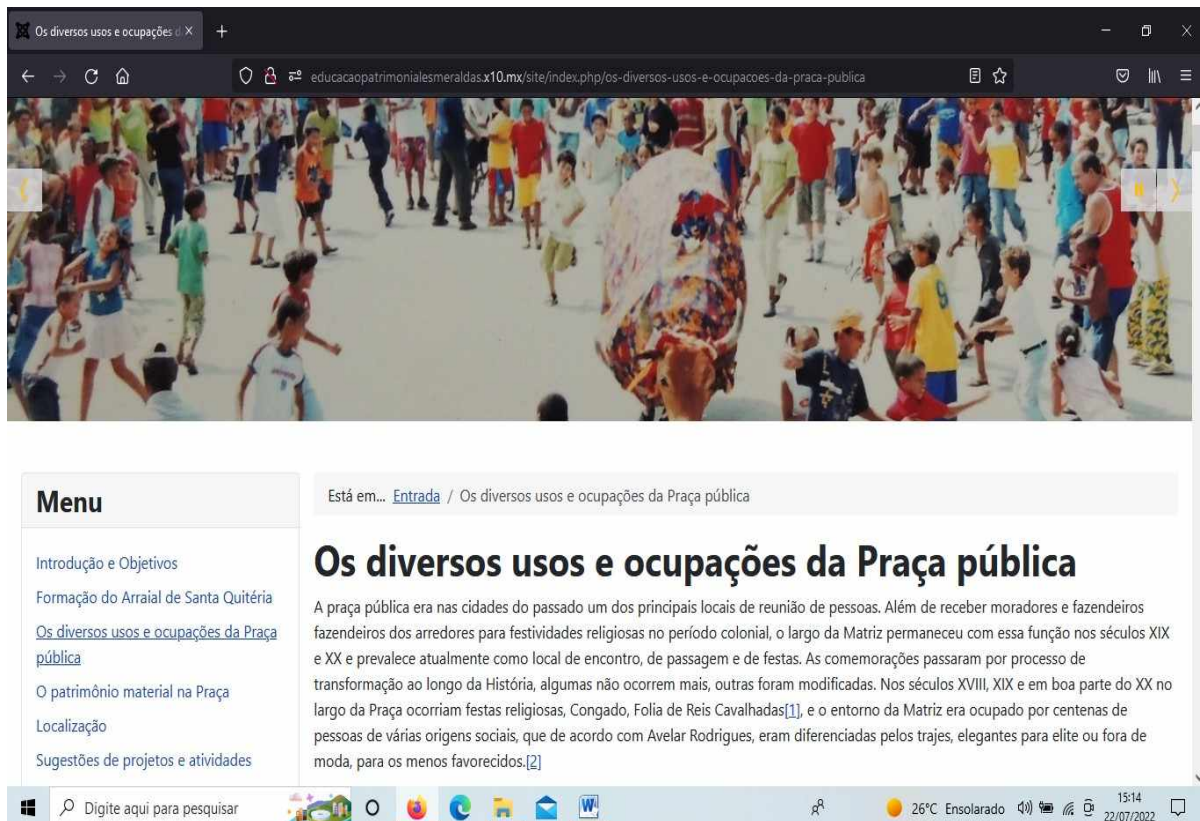 Os diversos usos e ocupações d
educacaopatrimonialesmeraldas.x10.mx/site/index.php/os-diversos-usos-e-ocupacoes-da-praca-publica
Menu
Introdução e Objetivos
Formação do Arraial de Santa Quitéria
Os diversos usos e ocupações da Praça
pública
O patrimônio material na Praça
Localização
Sugestões de projetos e atividades
Está em... Entrada / Os diversos usos e ocupações da Praça pública
Os diversos usos e ocupações da Praça pública
A praça pública era nas cidades do passado um dos principais locais de reunião de pessoas. Além de receber moradores e fazendeiros
fazendeiros dos arredores para festividades religiosas no período colonial, o largo da Matriz permaneceu com essa função nos séculos XIX
e XX e prevalece atualmente como local de encontro, de passagem e de festas. As comemorações passaram por processo de
transformação ao longo da História, algumas não ocorrem mais, outras foram modificadas. Nos séculos XVIII, XIX e em boa parte do XX no
largo da Praça ocorriam festas religiosas, Congado, Folia de Reis Cavalhadas[1], e o entorno da Matriz era ocupado por centenas de
pessoas de várias origens sociais, que de acordo com Avelar Rodrigues, eram diferenciadas pelos trajes, elegantes para elite ou fora de
moda, para os menos favorecidos.[2]
Digite aqui para pesquisar
26°C Ensolarado
15:14
22/07/2022